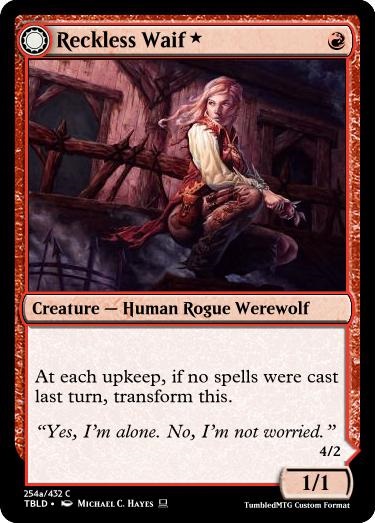 Reckless Waif ★
Creature — Human Rogue Werewolf
At each upkeep, if no spells were cast
last turn, transform this.
“Yes, I’m alone. No, I’m not worried.”
4/2
1/1
254a/432 C
TBLD • Michael C. Hayes
TumbledMTG Custom Format